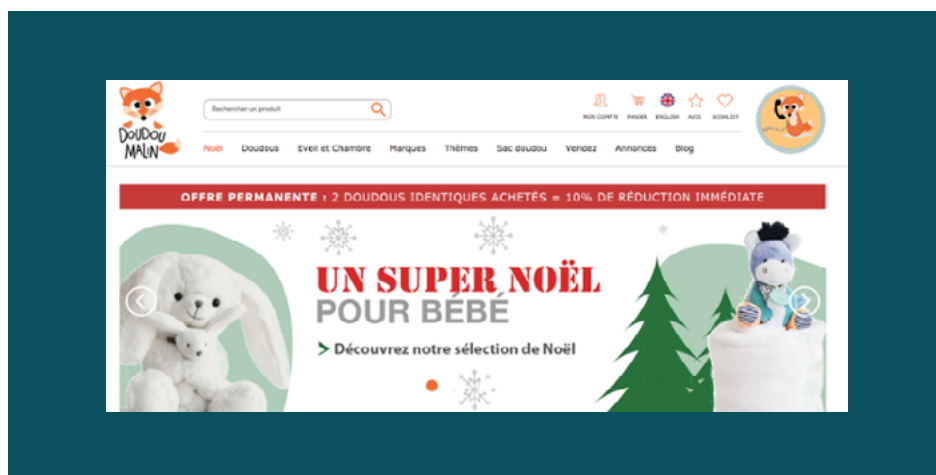 DOUDOU
MALIN
Rechercher un produit
MON COMPTE PANIER ENGLISH AVIS WISHLIST
Noël Doudous Eveil et Chambre Marques Thèmes Sac doudou Vendez Annonces Blog
OFFRE PERMANENTE : 2 DOUDOUS IDENTIQUES ACHETÉS = 10% DE RÉDUCTION IMMÉDIATE
UN SUPER NOËL
POUR BÉBÉ
Découvrez notre sélection de Noël